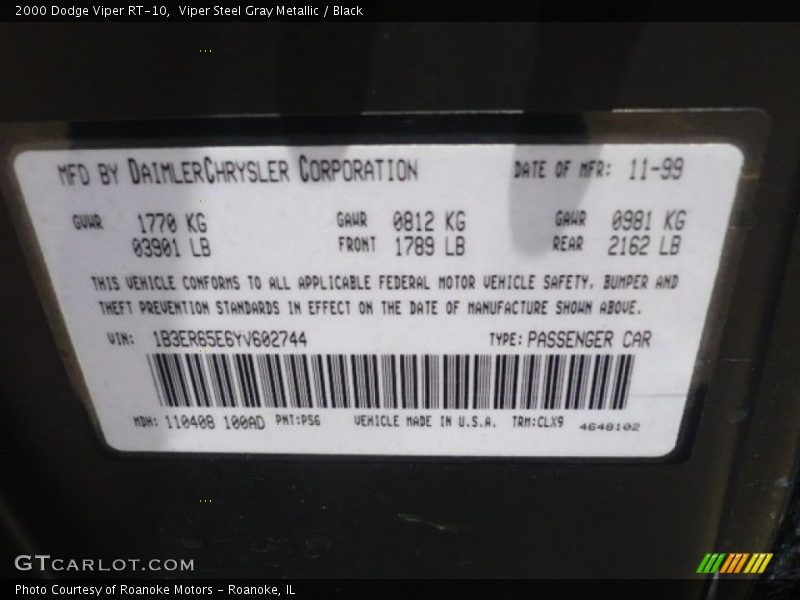 2000 Dodge Viper RT-10,  Viper Steel Gray Metallic / Black
MFD BY DAIMLERCHRYSLER CORPORATION DATE OF MFR: 11-99
GVWR 1770 KG GAWR 0812 KG GAWR 0981 KG
03901 LB FRONT 1789 LB REAR 2162 LB
THIS VEHICLE CONFORMS TO ALL APPLICABLE FEDERAL MOTOR VEHICLE SAFETY, BUMPER AND
THEFT PREVENTION STANDARDS IN EFFECT ON THE DATE OF MANUFACTURE SHOWN ABOVE.
VIN: 1B3ER65E6YV602744 TYPE: PASSENGER CAR
MDH: 110408 100AD PNT:PSG VEHICLE MADE IN U.S.A. TRM:CLX9 4648102
GTCARLOT.COM
Photo Courtesy of Roanoke Motors - Roanoke, IL